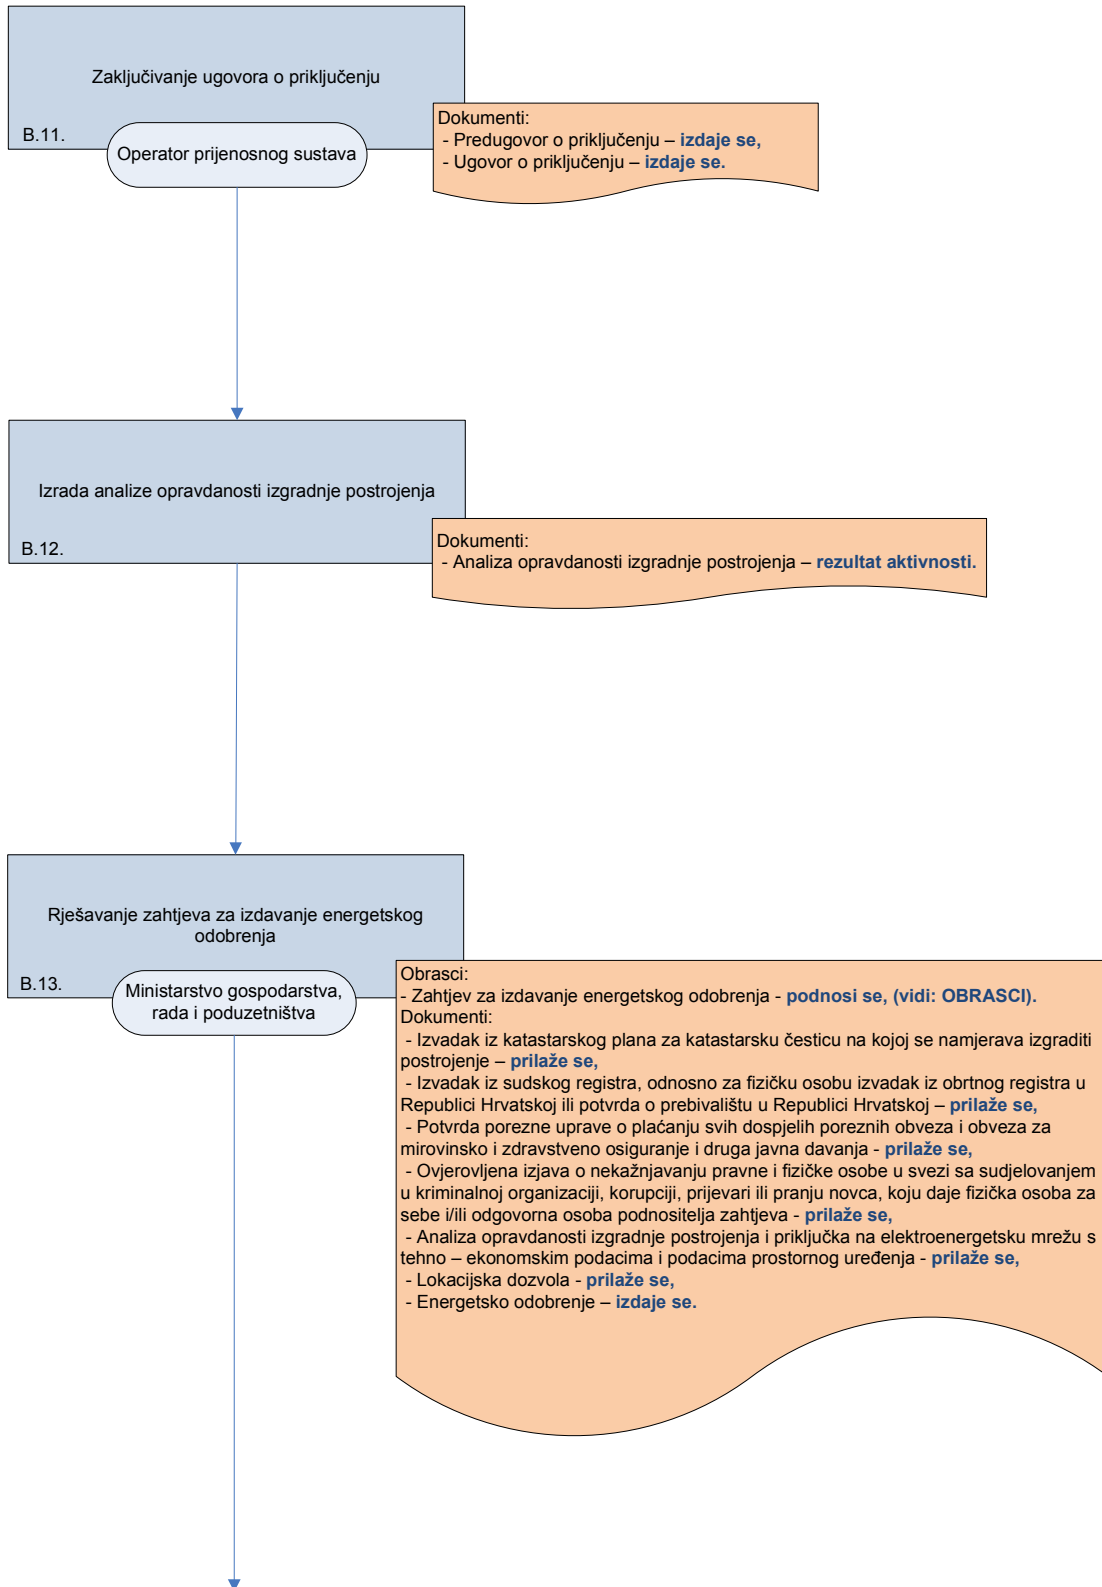 Zaključivanje ugovora o priključenju
B.11.
Operator prijenosnog sustava
Dokumenti:
- Predugovor o priključenju – izdaje se,
- Ugovor o priključenju – izdaje se.
Izrada analize opravdanosti izgradnje postrojenja
B.12.
Dokumenti:
- Analiza opravdanosti izgradnje postrojenja – rezultat aktivnosti.
Rješavanje zahtjeva za izdavanje energetskog
odobrenja
B.13.
Ministarstvo gospodarstva,
rada i poduzetništva
Obrasci:
- Zahtjev za izdavanje energetskog odobrenja - podnosi se, (vidi: OBRASCI).
Dokumenti:
- Izvadak iz katastarskog plana za katastarsku česticu na kojoj se namjerava izgraditi
postrojenje – prilaže se,
- Izvadak iz sudskog registra, odnosno za fizičku osobu izvadak iz obrtnog registra u
Republici Hrvatskoj ili potvrda o prebivalištu u Republici Hrvatskoj – prilaže se,
- Potvrda porezne uprave o plaćanju svih dospjelih poreznih obveza i obveza za
mirovinsko i zdravstveno osiguranje i druga javna davanja - prilaže se,
- Ovjerovljena izjava o nekažnjavanju pravne i fizičke osobe u svezi sa sudjelovanjem
u kriminalnoj organizaciji, korupciji, prijevari ili pranju novca, koju daje fizička osoba za
sebe i/ili odgovorna osoba podnositelja zahtjeva - prilaže se,
- Analiza opravdanosti izgradnje postrojenja i priključka na elektroenergetsku mrežu s
tehno – ekonomskim podacima i podacima prostornog uređenja - prilaže se,
- Lokacijska dozvola - prilaže se,
- Energetsko odobrenje – izdaje se.